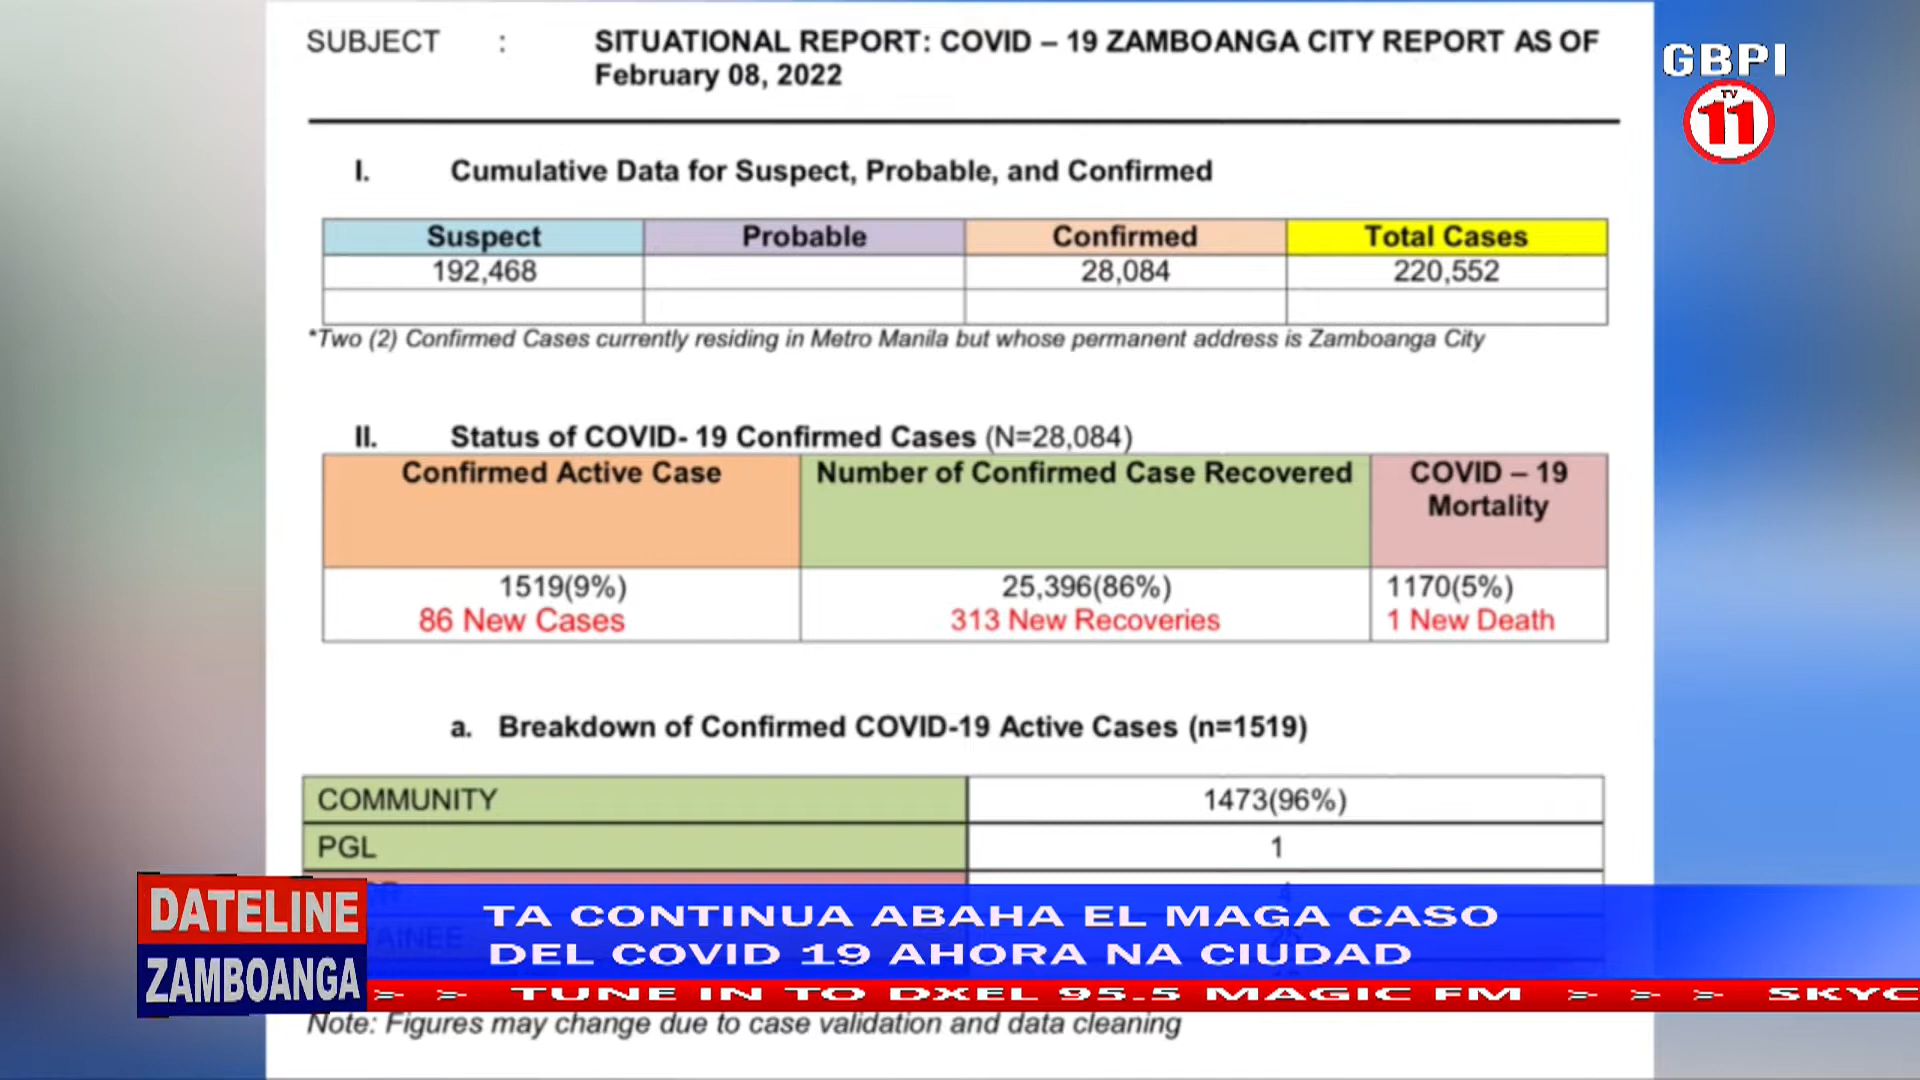 SUBJECT : SITUATIONAL REPORT: COVID – 19 ZAMBOANGA CITY REPORT AS OF
February 08, 2022
GBPI
TV
11
I. Cumulative Data for Suspect, Probable, and Confirmed
Suspect Probable Confirmed Total Cases
192,468 28,084 220,552
*Two (2) Confirmed Cases currently residing in Metro Manila but whose permanent address is Zamboanga City
II. Status of COVID- 19 Confirmed Cases (N=28,084)
Confirmed Active Case Number of Confirmed Case Recovered COVID – 19
Mortality
1519(9%) 25,396(86%) 1170(5%)
86 New Cases 313 New Recoveries 1 New Death
a. Breakdown of Confirmed COVID-19 Active Cases (n=1519)
COMMUNITY 1473(96%)
PGL 1
DATELINE
ZAMBOANGA
TA CONTINUA ABAHA EL MAGA CASO
DEL COVID 19 AHORA NA CIUDAD
TUNE IN TO DXEL 95.5 MAGIC FM SKYC
Note: Figures may change due to case validation and data cleaning